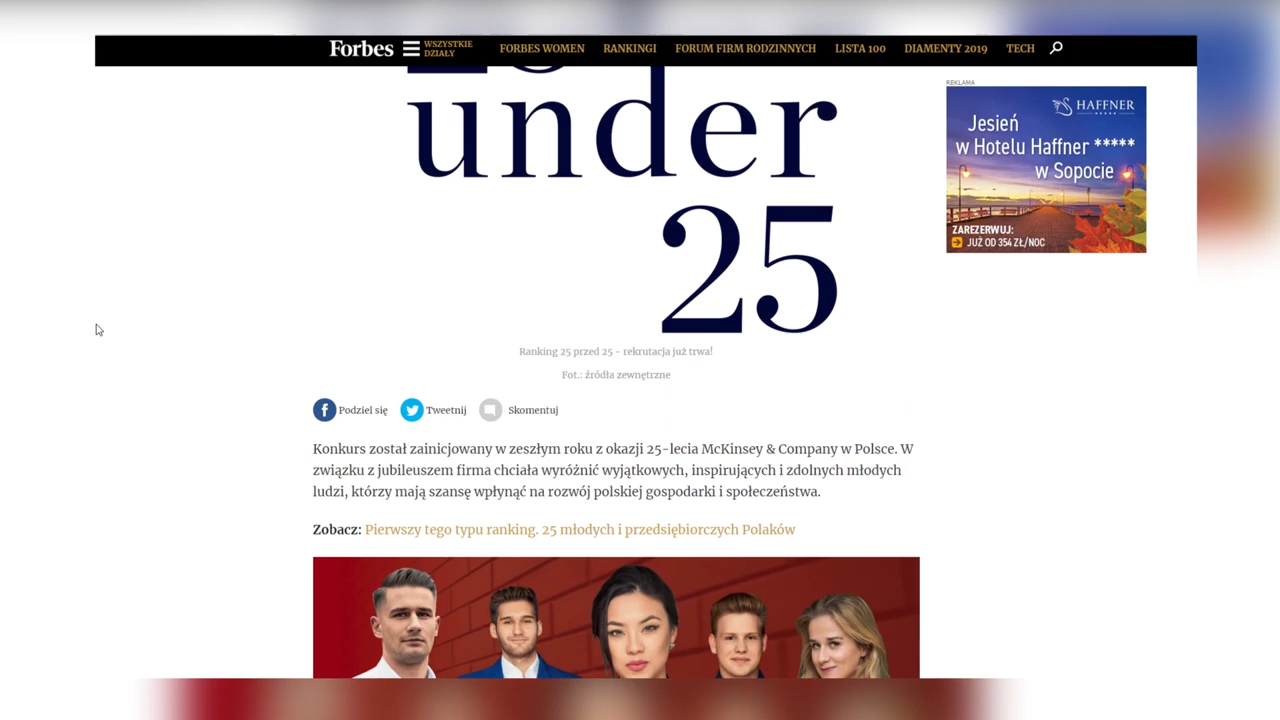 Forbes
WSZYSTKIE
DZIAŁY
FORBES WOMEN
RANKINGI
FORUM FIRM RODZINNYCH
LISTA 100
DIAMENTY 2019
TECH
under
25
REKLAMA
HAFFNER
Jesień
w Hotelu Haffner *****
w Sopocie
ZAREZERWUJ:
JUŻ OD 354 ZŁ/NOC
Ranking 25 przed 25 - rekrutacja już trwa!
Fot.: źródła zewnętrzne
Podziel się
Tweetnij
Skomentuj
Konkurs został zainicjowany w zeszłym roku z okazji 25-lecia McKinsey & Company w Polsce. W
związku z jubileuszem firma chciała wyróżnić wyjątkowych, inspirujących i zdolnych młodych
ludzi, którzy mają szansę wpłynąć na rozwój polskiej gospodarki i społeczeństwa.
Zobacz: Pierwszy tego typu ranking. 25 młodych i przedsiębiorczych Polaków